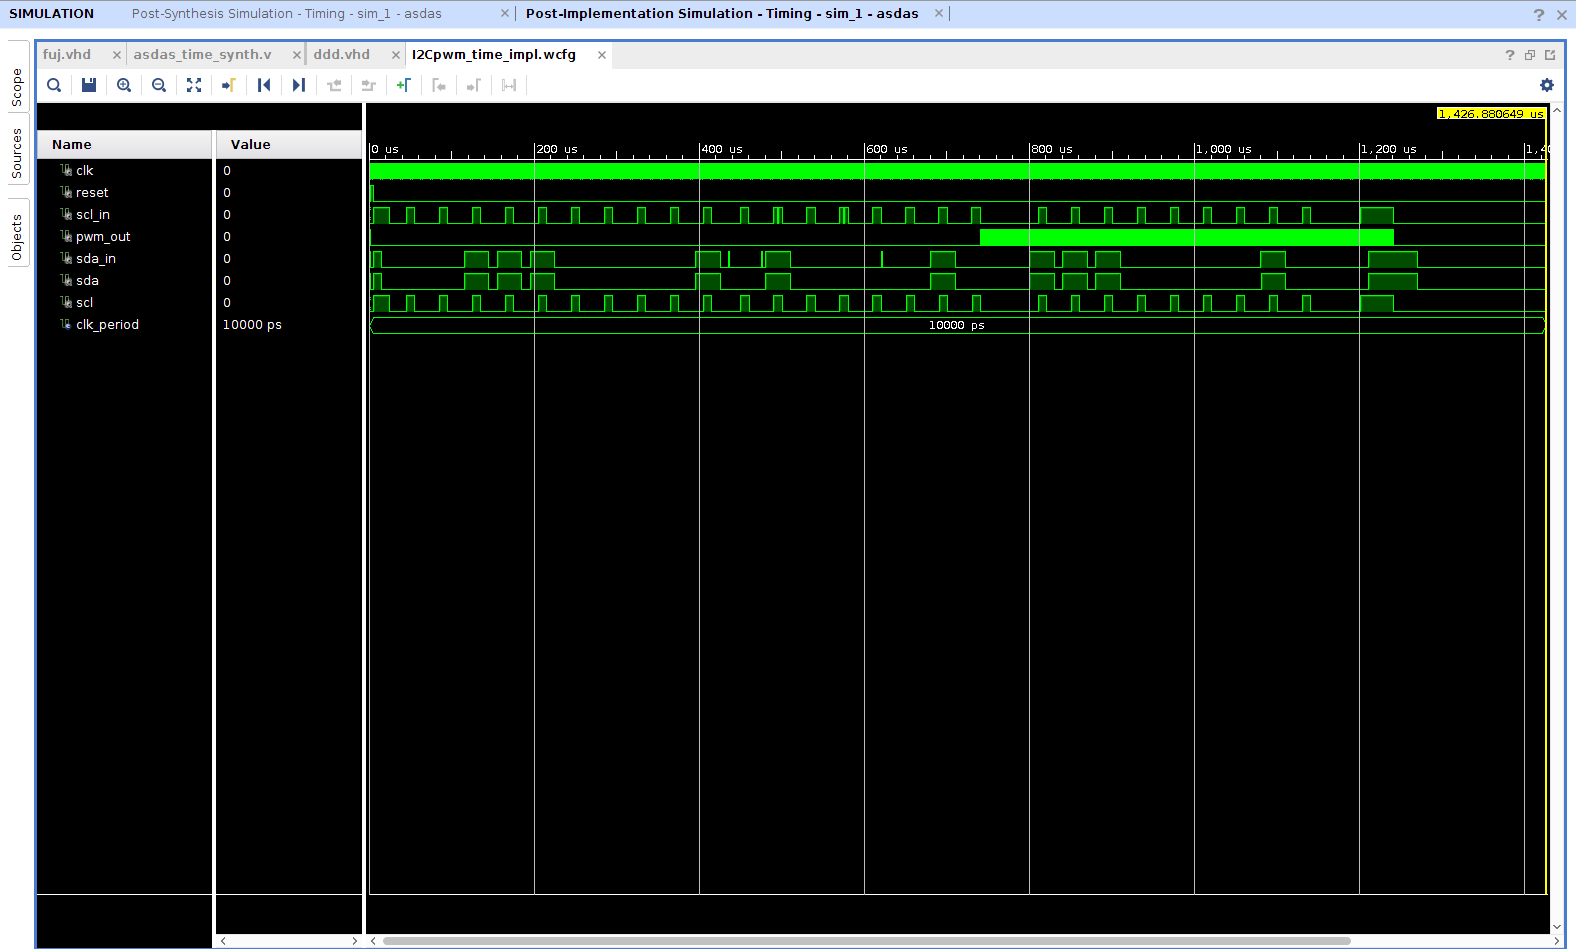 SIMULATION Post-Synthesis Simulation - Timing - sim_1 - asdas Post-Implementation Simulation - Timing - sim_1 - asdas
fuj.vhd asdas_time_synth.v ddd.vhd I2Cpwm_time_impl.wcfg
Scope
Sources
Objects
1,426.880649 us
Name Value
0 us 200 us 400 us 600 us 800 us 1,000 us 1,200 us 1,40
clk 0
reset 0
scl_in 0
pwm_out 0
sda_in 0
sda 0
scl 0
clk_period 10000 ps 10000 ps